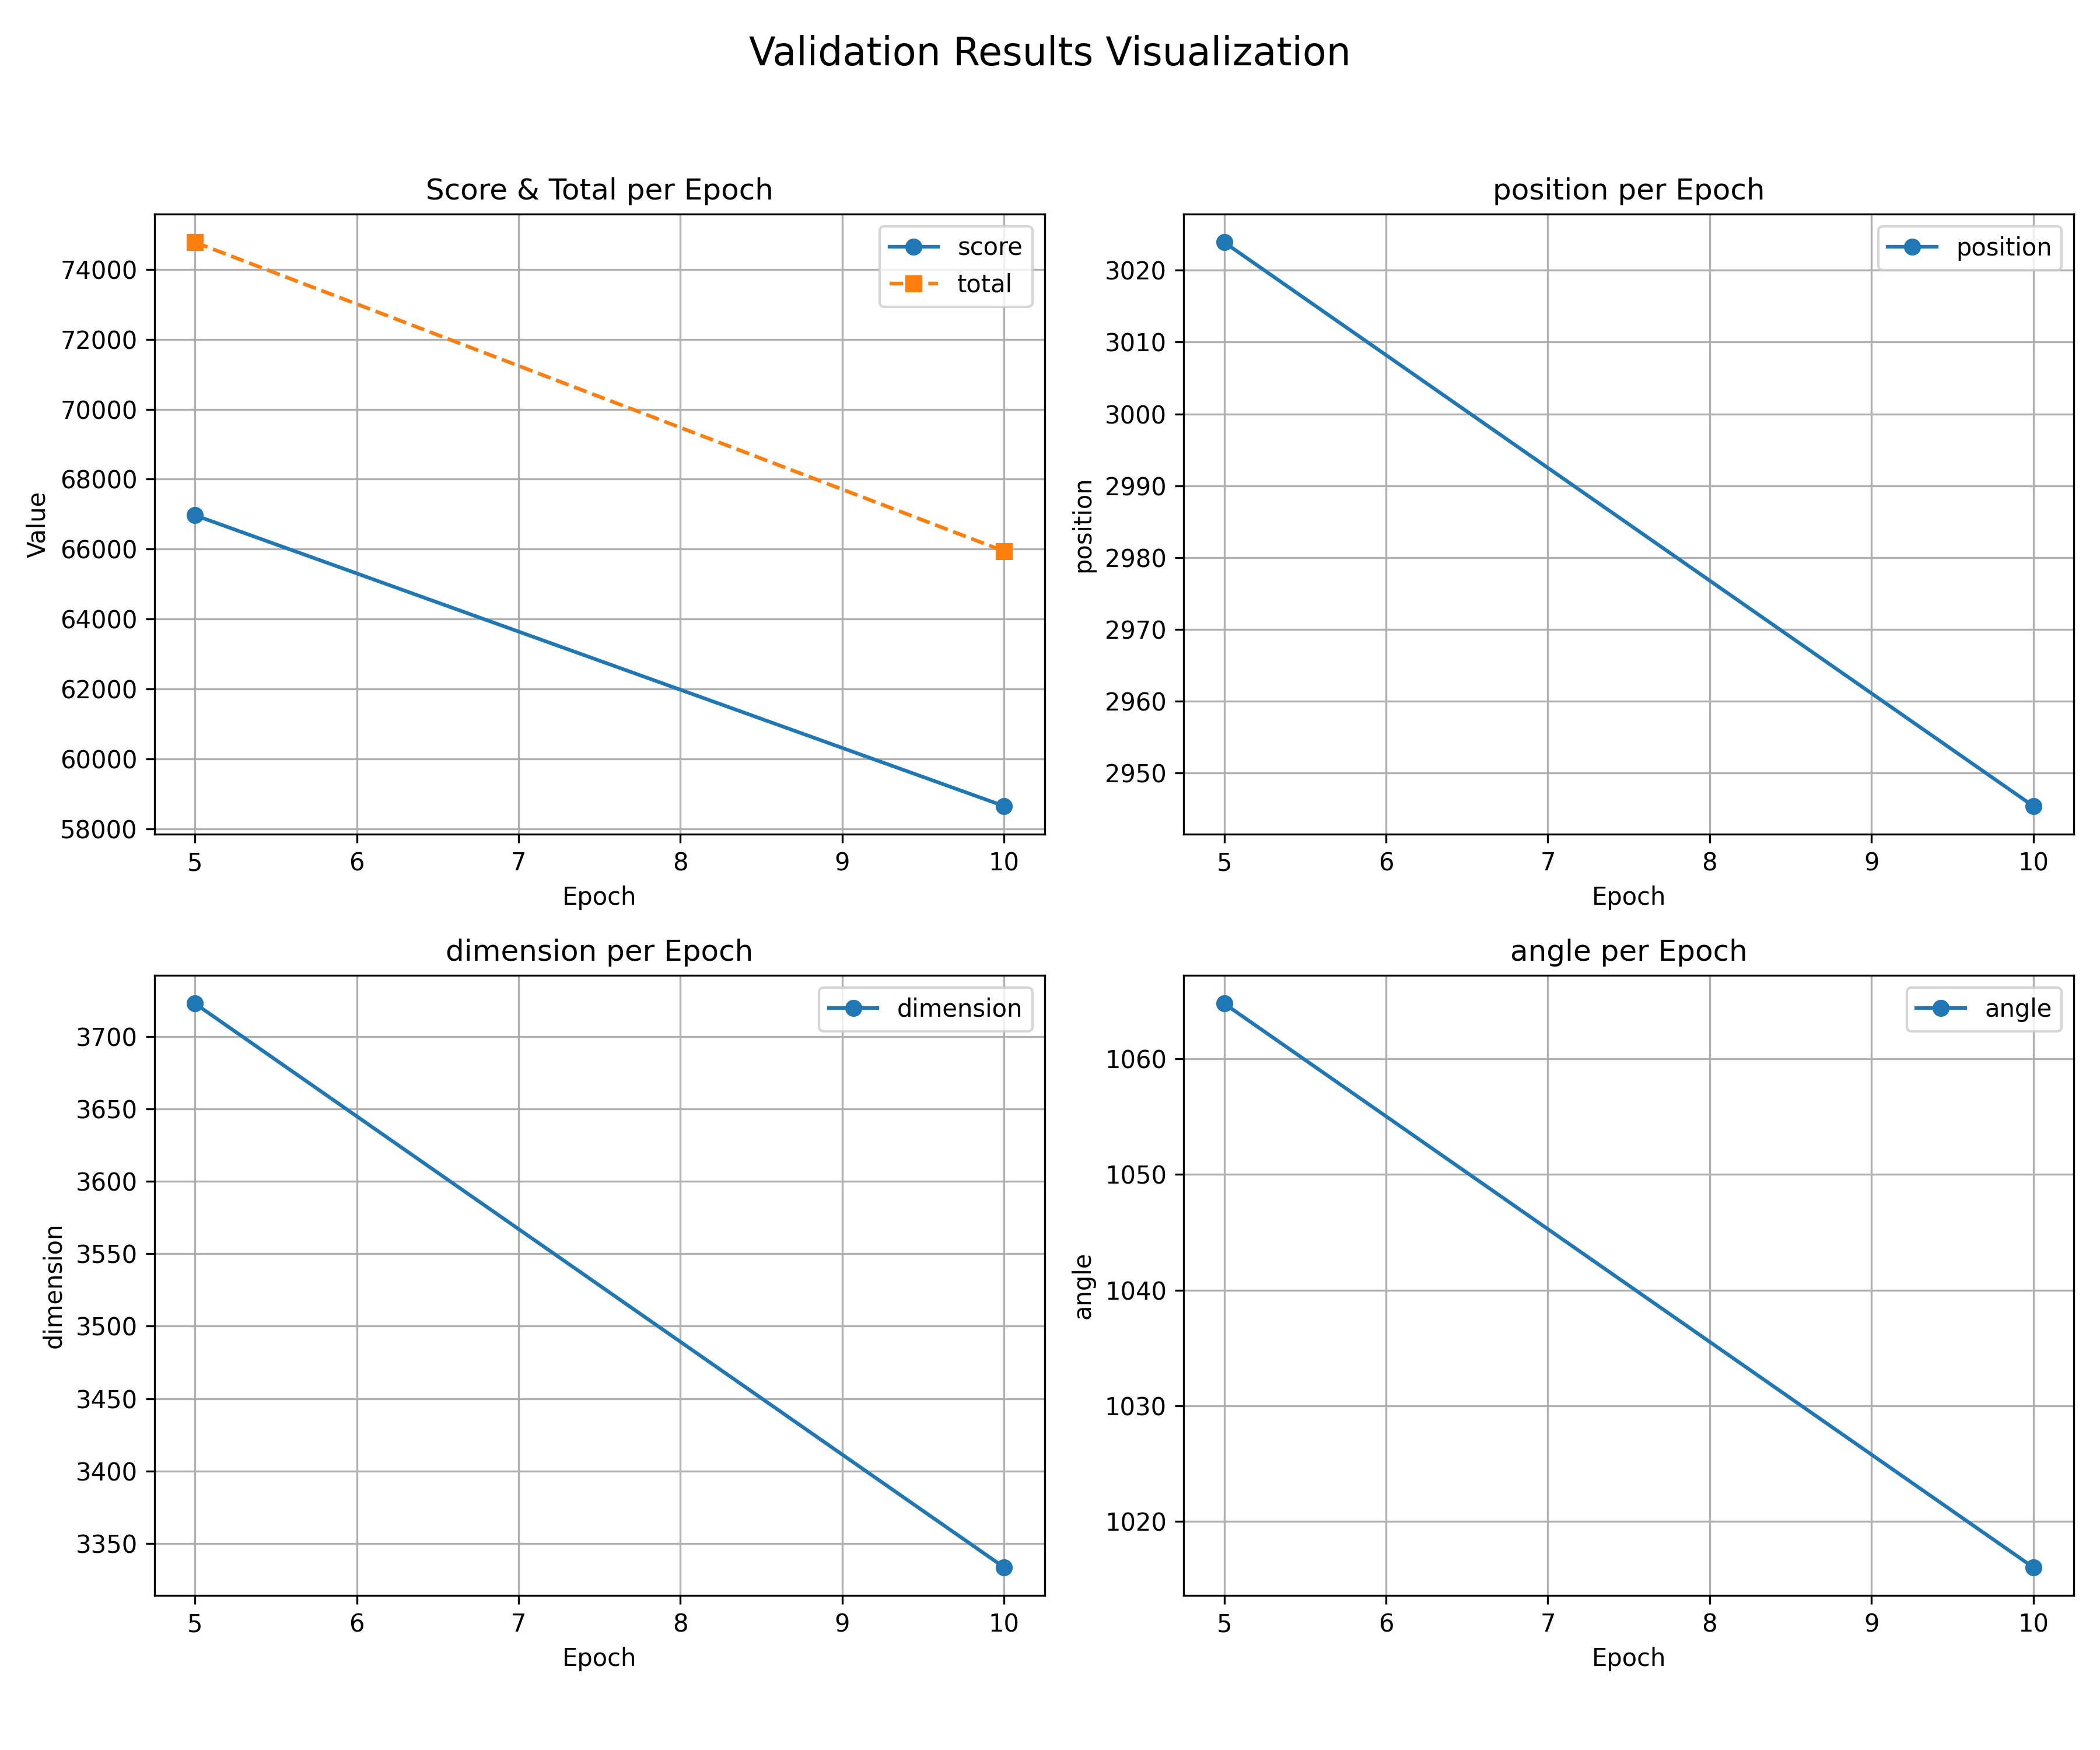 Validation Results Visualization
Score & Total per Epoch
score
total
74000
72000
70000
68000
66000
64000
62000
60000
58000
Value
5 6 7 8 9 10
Epoch
position per Epoch
position
3020
3010
3000
2990
2980
2970
2960
2950
position
5 6 7 8 9 10
Epoch
dimension per Epoch
dimension
3700
3650
3600
3550
3500
3450
3400
3350
dimension
5 6 7 8 9 10
Epoch
angle per Epoch
angle
1060
1050
1040
1030
1020
angle
5 6 7 8 9 10
Epoch